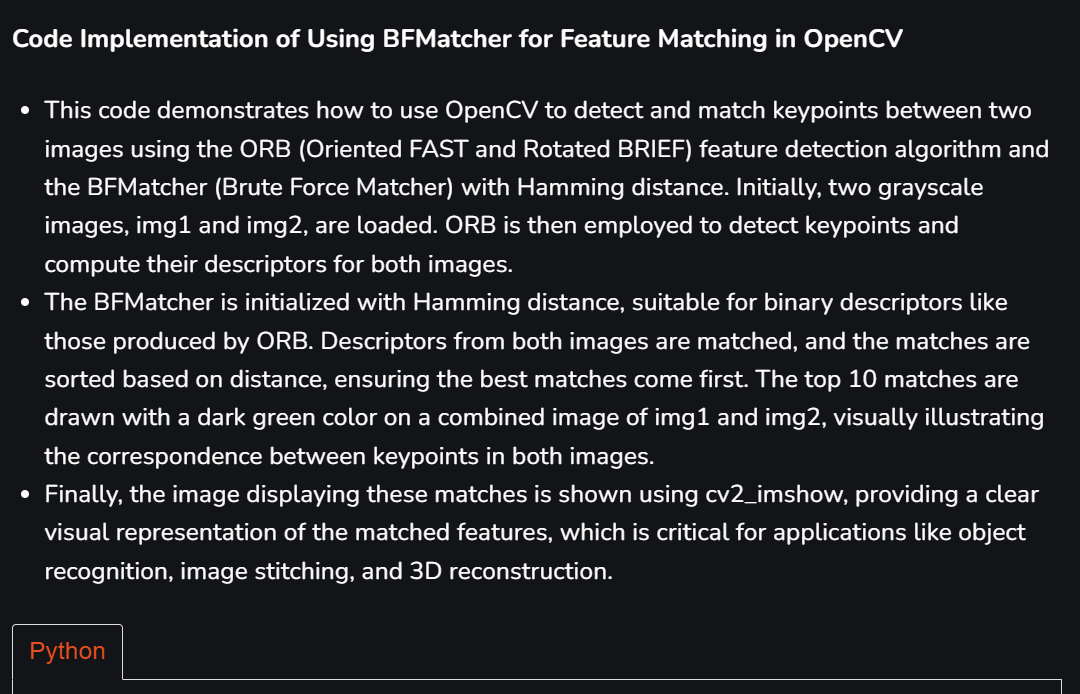 Code Implementation of Using BFMatcher for Feature Matching in OpenCV
• This code demonstrates how to use OpenCV to detect and match keypoints between two
images using the ORB (Oriented FAST and Rotated BRIEF) feature detection algorithm and
the BFMatcher (Brute Force Matcher) with Hamming distance. Initially, two grayscale
images, img1 and img2, are loaded. ORB is then employed to detect keypoints and
compute their descriptors for both images.
• The BFMatcher is initialized with Hamming distance, suitable for binary descriptors like
those produced by ORB. Descriptors from both images are matched, and the matches are
sorted based on distance, ensuring the best matches come first. The top 10 matches are
drawn with a dark green color on a combined image of img1 and img2, visually illustrating
the correspondence between keypoints in both images.
• Finally, the image displaying these matches is shown using cv2_imshow, providing a clear
visual representation of the matched features, which is critical for applications like object
recognition, image stitching, and 3D reconstruction.
Python